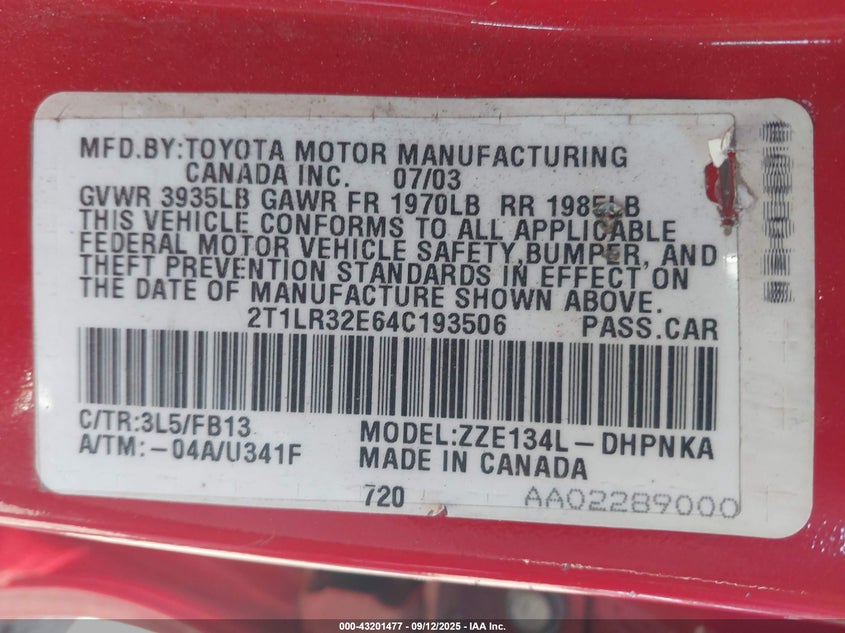 MFD.BY:TOYOTA MOTOR MANUFACTURING
CANADA INC. 07/03
GVWR 3935LB GAWR FR 1970LB RR 1985LB
THIS VEHICLE CONFORMS TO ALL APPLICABLE
FEDERAL MOTOR VEHICLE SAFETY,BUMPER, AND
THEFT PREVENTION STANDARDS IN EFFECT ON
THE DATE OF MANUFACTURE SHOWN ABOVE.
2T1LR32E64C193506 PASS.CAR
C/TR:3L5/FB13 MODEL:ZZE134L-DHPNKA
A/TM:-04A/U341F MADE IN CANADA
720 AA02289000
000-43201477 - 09/12/2025 - IAA Inc.